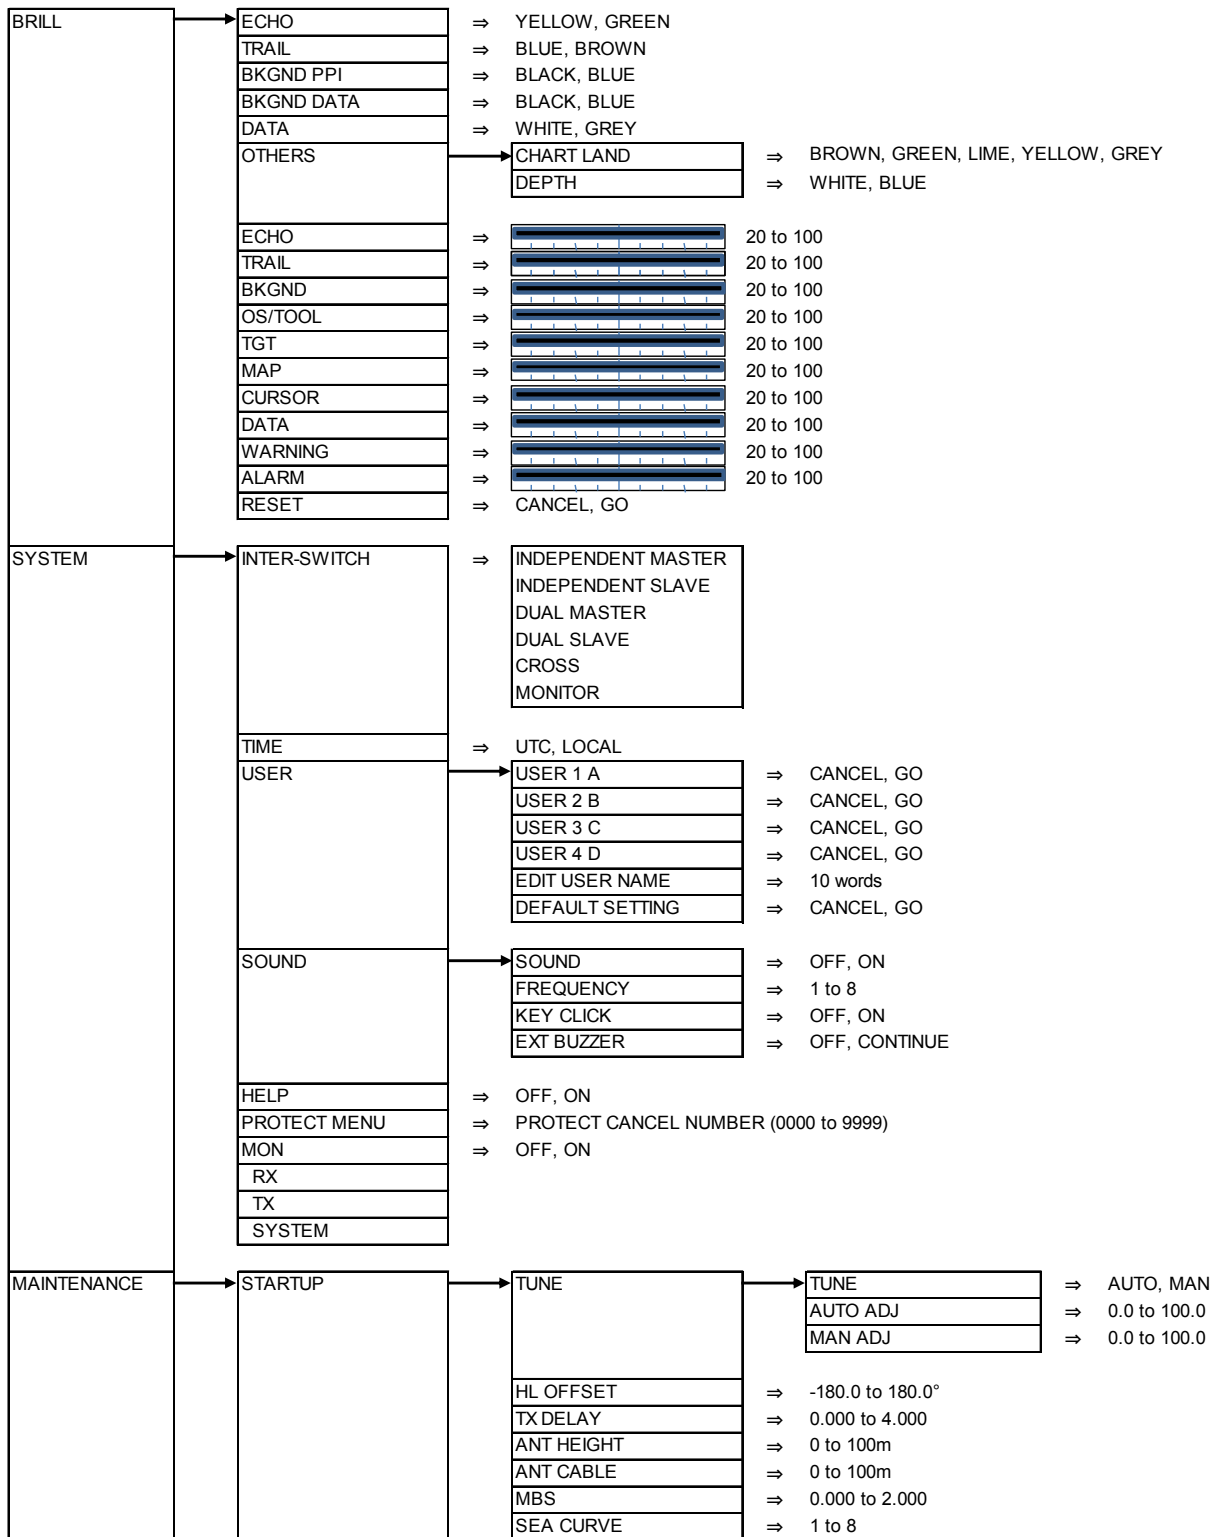 BRILL ECHO ⇒ YELLOW, GREEN
TRAIL ⇒ BLUE, BROWN
BKGND PPI ⇒ BLACK, BLUE
BKGND DATA ⇒ BLACK, BLUE
DATA ⇒ WHITE, GREY
OTHERS CHART LAND ⇒ BROWN, GREEN, LIME, YELLOW, GREY
DEPTH ⇒ WHITE, BLUE
ECHO ⇒ 20 to 100
TRAIL ⇒ 20 to 100
BKGND ⇒ 20 to 100
OS/TOOL ⇒ 20 to 100
TGT ⇒ 20 to 100
MAP ⇒ 20 to 100
CURSOR ⇒ 20 to 100
DATA ⇒ 20 to 100
WARNING ⇒ 20 to 100
ALARM ⇒ 20 to 100
RESET ⇒ CANCEL, GO
SYSTEM INTER-SWITCH ⇒ INDEPENDENT MASTER
INDEPENDENT SLAVE
DUAL MASTER
DUAL SLAVE
CROSS
MONITOR
TIME ⇒ UTC, LOCAL
USER USER 1 A ⇒ CANCEL, GO
USER 2 B ⇒ CANCEL, GO
USER 3 C ⇒ CANCEL, GO
USER 4 D ⇒ CANCEL, GO
EDIT USER NAME ⇒ 10 words
DEFAULT SETTING ⇒ CANCEL, GO
SOUND SOUND ⇒ OFF, ON
FREQUENCY ⇒ 1 to 8
KEY CLICK ⇒ OFF, ON
EXT BUZZER ⇒ OFF, CONTINUE
HELP ⇒ OFF, ON
PROTECT MENU ⇒ PROTECT CANCEL NUMBER (0000 to 9999)
MON ⇒ OFF, ON
RX
TX
SYSTEM
MAINTENANCE STARTUP TUNE TUNE ⇒ AUTO, MAN
AUTO ADJ ⇒ 0.0 to 100.0
MAN ADJ ⇒ 0.0 to 100.0
HL OFFSET ⇒ -180.0 to 180.0°
TX DELAY ⇒ 0.000 to 4.000
ANT HEIGHT ⇒ 0 to 100m
ANT CABLE ⇒ 0 to 100m
MBS ⇒ 0.000 to 2.000
SEA CURVE ⇒ 1 to 8